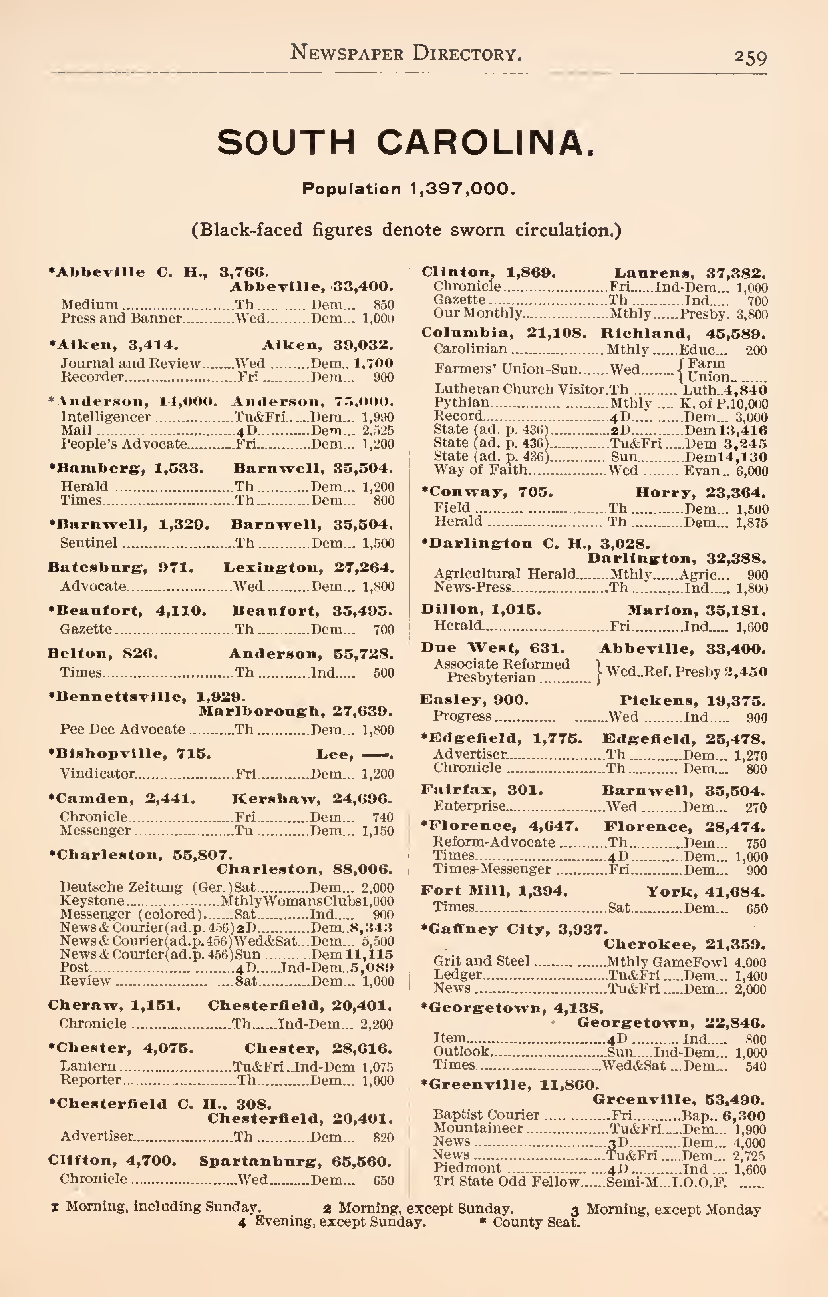 NEWSPAPER DIRECTORY. 259
SOUTH CAROLINA.
Population 1,397,000.
(Black-faced figures denote sworn circulation.)
*Abbeville C. H., 3,766.
Abbeville, 33,400.
Medium Th Dem... 850
Press and Banner Wed Dem... 1,000
*Aiken, 3,414. Aiken, 39,032.
Journal and Review Wed Dem.. 1,700
Recorder Fri Dem... 900
*Anderson, 14,000. Anderson, 75,000.
Intelligencer Tu&Fri Dem... 1,990
Mail 4D Dem... 2,525
People's Advocate Fri Dem... 1,200
*Bamberg, 1,533. Barnwell, 35,504.
Herald Th Dem... 1,200
Times Th Dem... 800
*Barnwell, 1,329. Barnwell, 35,504.
Sentinel Th Dem... 1,500
Batesburg, 971. Lexington, 27,264.
Advocate Wed Dem... 1,800
*Beaufort, 4,110. Beaufort, 35,495.
Gazette Th Dem... 700
Belton, 826. Anderson, 55,728.
Times Th Ind 500
*Bennettsville, 1,929.
Marlborough, 27,639.
Pee Dee Advocate Th Dem... 1,800
*Bishopville, 715. Lee, ——.
Vindicator Fri Dem... 1,200
*Camden, 2,441. Kershaw, 24,696.
Chronicle Fri Dem... 740
Messenger Tu Dem... 1,150
*Charleston, 55,807.
Charleston, 88,006.
Deutsche Zeitung (Ger.) Sat Dem... 2,000
Keystone Mthly WomansClubs 1,000
Messenger (colored) Sat Ind 900
News & Courier (ad. p. 456) 2D Dem.. 8,343
News & Courier (ad. p. 456) Wed&Sat Dem... 5,500
News & Courier (ad. p. 456) Sun Dem 11,115
Post 4D Ind-Dem.. 5,089
Review Sat Dem... 1,000
Cheraw, 1,151. Chesterfield, 20,401.
Chronicle Th Ind-Dem... 2,200
*Chester, 4,075. Chester, 28,616.
Lantern Tu&Fri Ind-Dem 1,075
Reporter Th Dem... 1,000
*Chesterfield C. H., 308.
Chesterfield, 20,401.
Advertiser Th Dem... 820
Clifton, 4,700. Spartanburg, 65,560.
Chronicle Wed Dem... 650
Clinton, 1,869. Laurens, 37,382.
Chronicle Fri Ind-Dem... 1,000
Gazette Th Ind 700
Our Monthly Mthly Presby. 3,800
Columbia, 21,108. Richland, 45,589.
Carolinian Mthly Educ... 200
Farmers' Union-Sun Wed { Farm Union
Lutheran Church Visitor. Th Luth.. 4,840
Pythian Mthly K. of P. 10,000
Record 4D Dem... 3,000
State (ad. p. 436) 2D Dem 13,416
State (ad. p. 436) Tu&Fri Dem 3,245
State (ad. p. 436) Sun Dem 14,130
Way of Faith Wed Evan.. 6,000
*Conway, 705. Horry, 23,364.
Field Th Dem... 1,500
Herald Th Dem... 1,875
*Darlington C. H., 3,028.
Darlington, 32,388.
Agricultural Herald Mthly Agric... 900
News-Press Th Ind 1,800
Dillon, 1,015. Marion, 35,181.
Herald Fri Ind 1,600
Due West, 631. Abbeville, 33,400.
Associate Reformed
Presbyterian } Wed.. Ref. Presby 2,450
Easley, 900. Pickens, 19,375.
Progress Wed Ind 900
*Edgefield, 1,775. Edgefield, 25,478.
Advertiser Th Dem... 1,270
Chronicle Th Dem... 800
Fairfax, 301. Barnwell, 35,504.
Enterprise Wed Dem... 270
*Florence, 4,647. Florence, 28,474.
Reform-Advocate Th Dem... 750
Times 4D Dem... 1,000
Times-Messenger Fri Dem... 900
Fort Mill, 1,394. York, 41,684.
Times Sat Dem... 650
*Gaffney City, 3,937.
Cherokee, 21,359.
Grit and Steel Mthly GameFowl 4,000
Ledger Tu&Fri Dem... 1,400
News Tu&Fri Dem... 2,000
*Georgetown, 4,138.
Georgetown, 22,846.
Item 4D Ind 800
Outlook, Sun Ind-Dem... 1,000
Times Wed&Sat Dem... 540
*Greenville, 11,860.
Greenville, 53,490.
Baptist Courier Fri Bap.. 6,300
Mountaineer Tu&Fri Dem... 1,900
News 3D Dem... 4,000
News Tu&Fri Dem... 2,725
Piedmont 4D Ind 1,600
Tri State Odd Fellow Semi-M I.O.O.F.
1 Morning, including Sunday. 2 Morning, except Sunday. 3 Morning, except Monday
4 Evening, except Sunday. * County Seat.